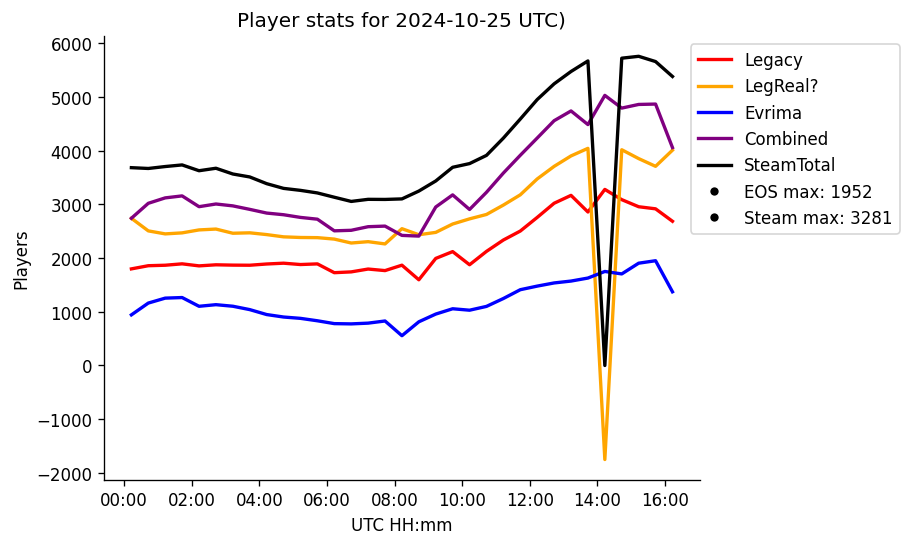 Player stats for 2024-10-25 UTC)
6000
5000
4000
3000
2000
1000
0
−1000
−2000
Players
00:00 02:00 04:00 06:00 08:00 10:00 12:00 14:00 16:00
UTC HH:mm
Legacy
LegReal?
Evrima
Combined
SteamTotal
EOS max: 1952
Steam max: 3281